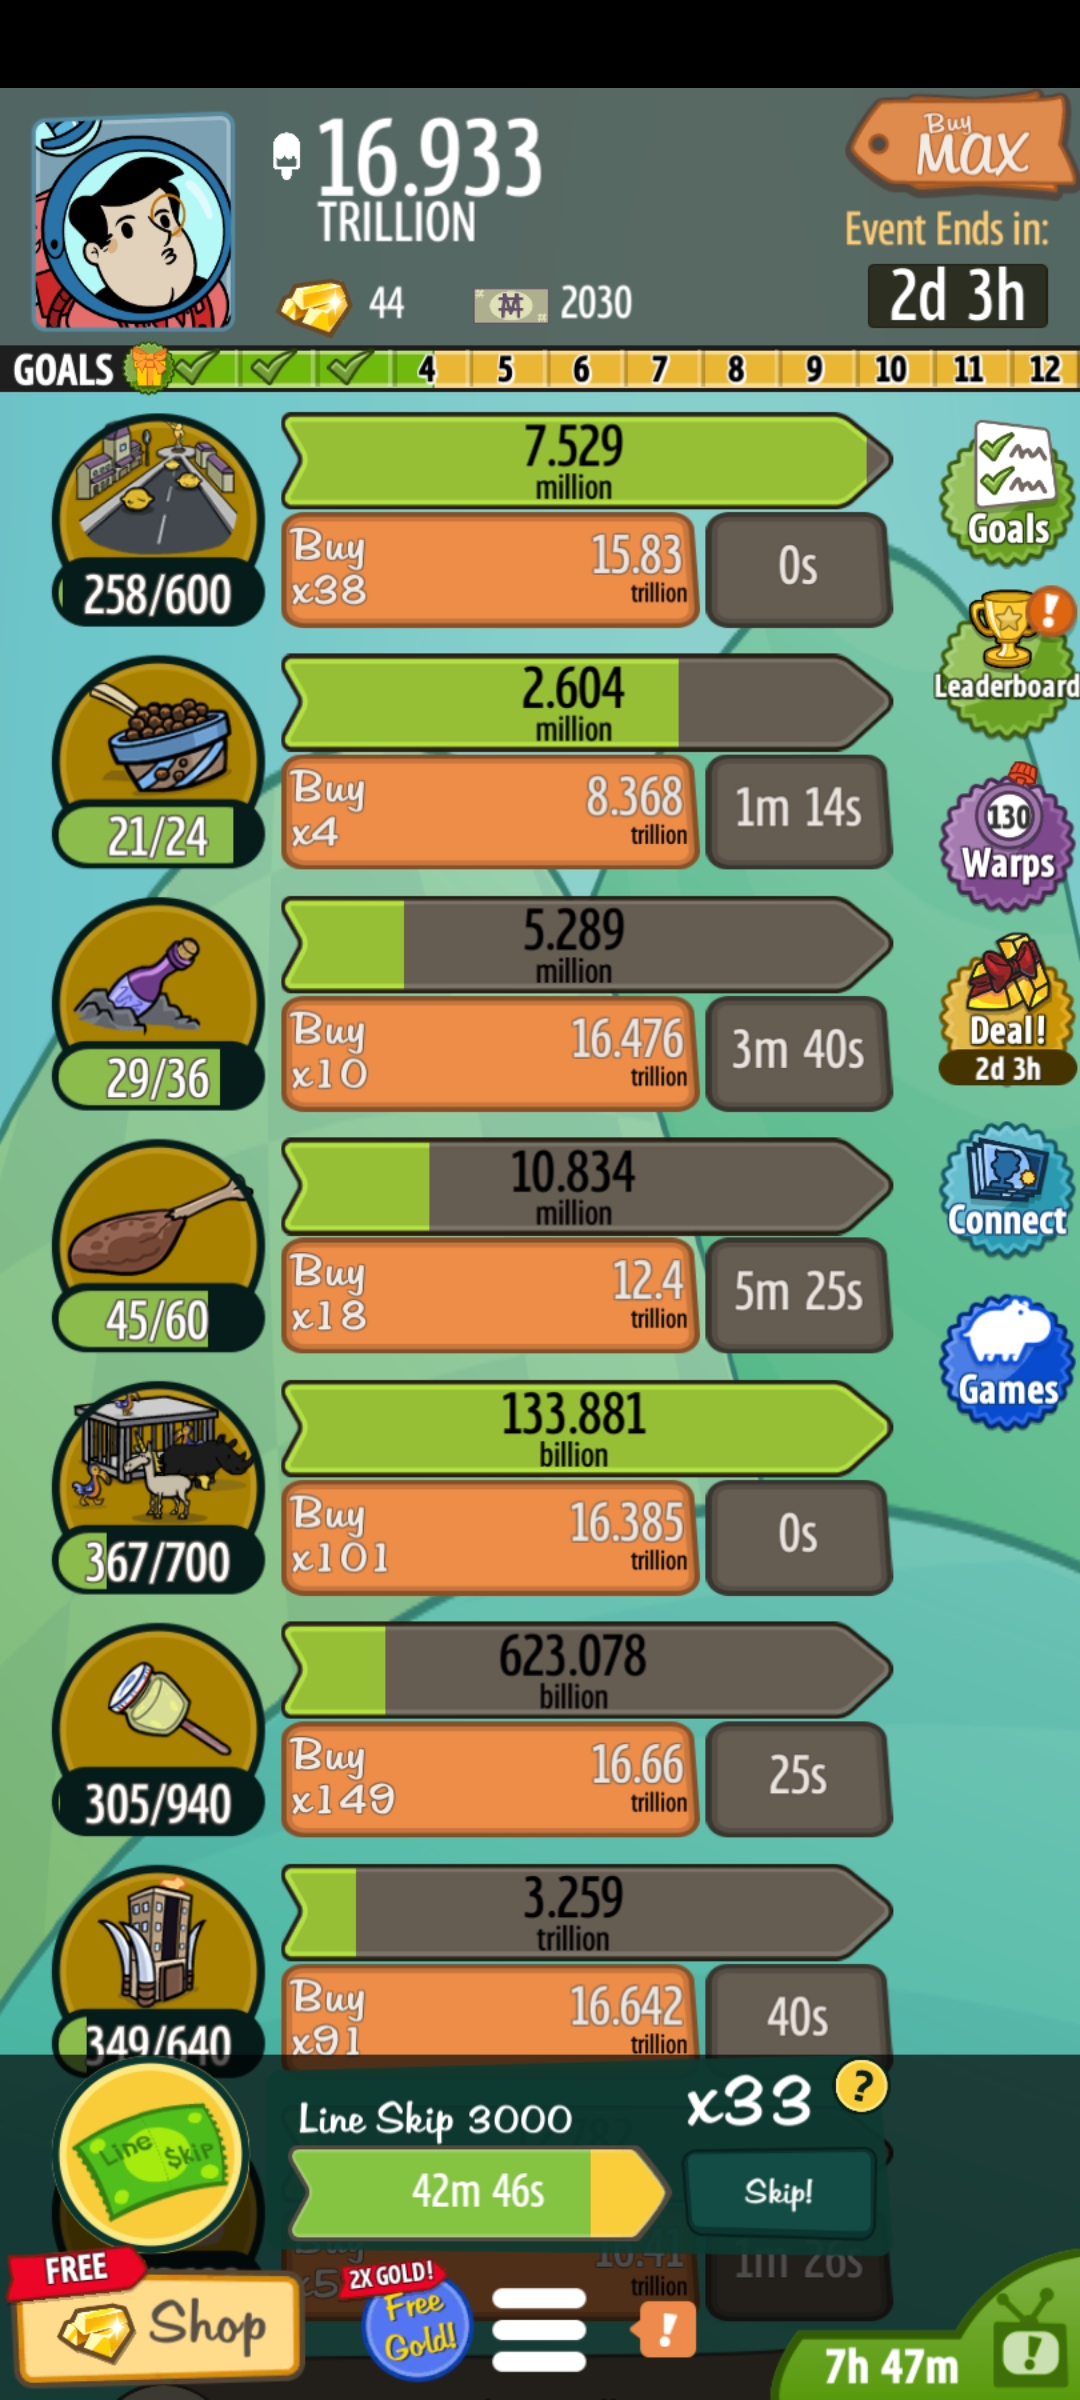 16.933
TRILLION
Buy
MAX
Event Ends in:
2d 3h
44
2030
GOALS
4 5 6 7 8 9 10 11 12
7.529
million
Buy
x38
15.83
trillion
0s
258/600
Goals
2.604
million
Buy
x4
8.368
trillion
1m 14s
21/24
Leaderboard
5.289
million
Buy
x10
16.476
trillion
3m 40s
29/36
130
Warps
10.834
million
Buy
x18
12.4
trillion
5m 25s
45/60
Deal!
2d 3h
133.881
billion
Buy
x101
16.385
trillion
0s
367/700
Connect
Games
623.078
billion
Buy
x149
16.66
trillion
25s
305/940
3.259
trillion
Buy
x91
16.642
trillion
40s
349/640
Line Skip
Line Skip 3000
x33
?
42m 46s
Skip!
Buy
x5
16.41
trillion
1m 26s
FREE
Shop
2X GOLD!
Free
Gold!
!
7h 47m
!